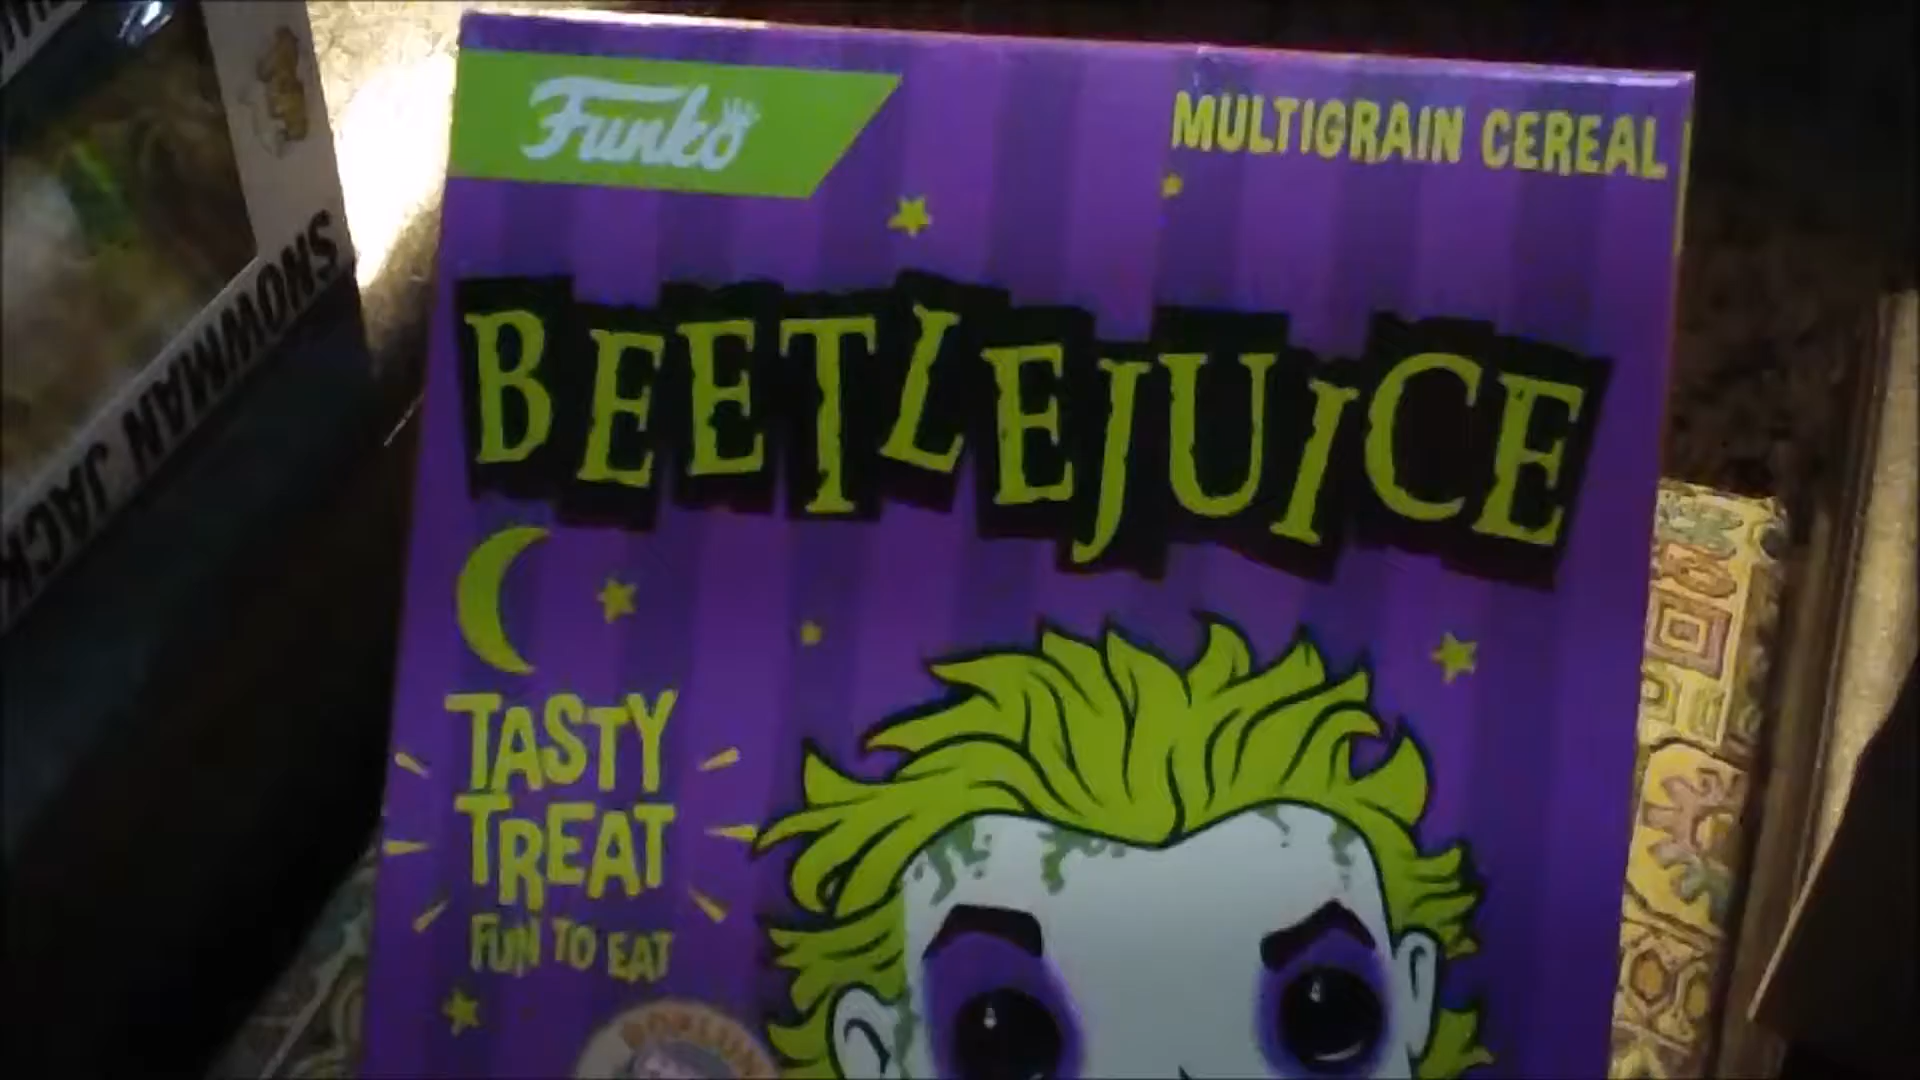 Funko
MULTIGRAIN CEREAL
BEETLEJUICE
TASTY
TREAT
FUN TO EAT
SNOWMAN JACK